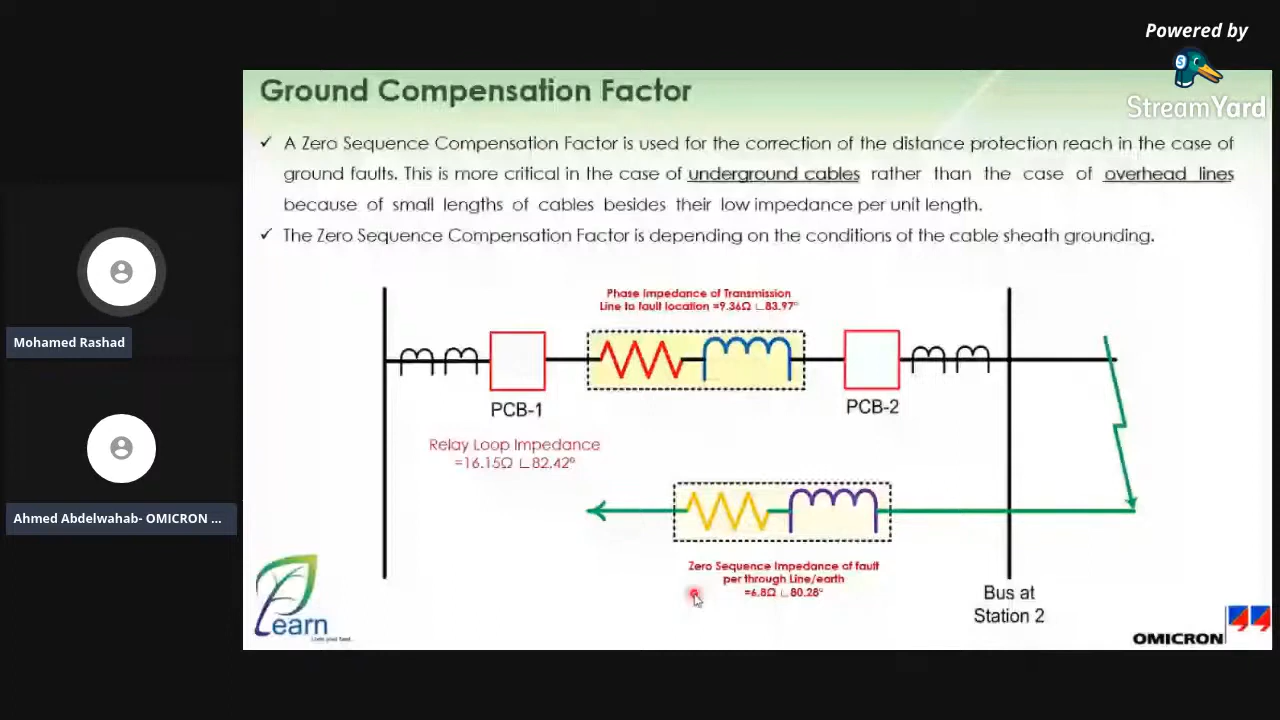 Powered by
StreamYard
Ground Compensation Factor
✓ A Zero Sequence Compensation Factor is used for the correction of the distance protection reach in the case of
ground faults. This is more critical in the case of underground cables rather than the case of overhead lines
because of small lengths of cables besides their low impedance per unit length.
✓ The Zero Sequence Compensation Factor is depending on the conditions of the cable sheath grounding.
Phase Impedance of Transmission
Line to fault location =9.36Ω ∟83.97°
PCB-1
PCB-2
Relay Loop Impedance
=16.15Ω ∟82.42°
Zero Sequence Impedance of fault
per through Line/earth
=6.8Ω ∟80.28°
Bus at
Station 2
Mohamed Rashad
Ahmed Abdelwahab- OMICRON ...
Learn
OMICRON